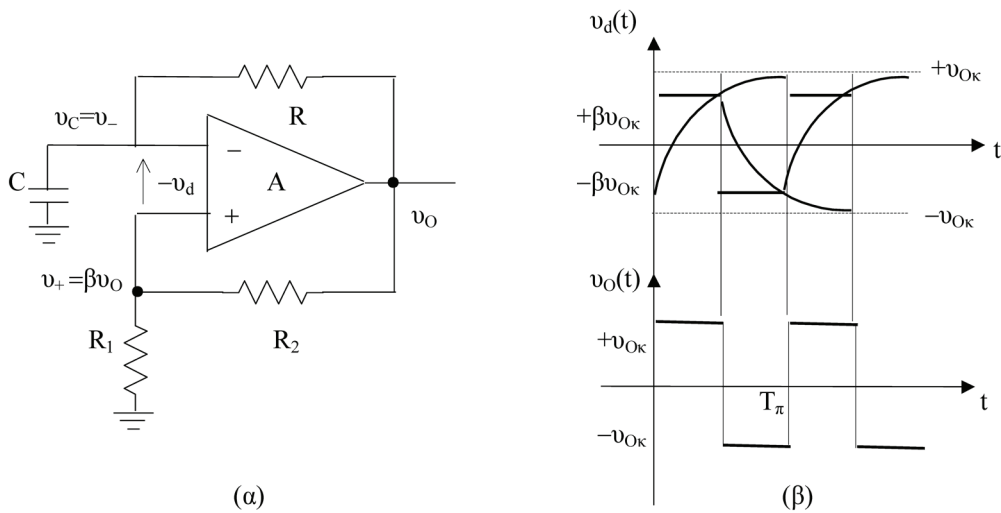 R
υC=υ−
C
−υd
−
A
+
υO
υ+=βυO
R1
R2
(α)
υd(t)
+υOκ
+βυOκ
t
−βυOκ
−υOκ
υO(t)
+υOκ
Tπ
t
−υOκ
(β)